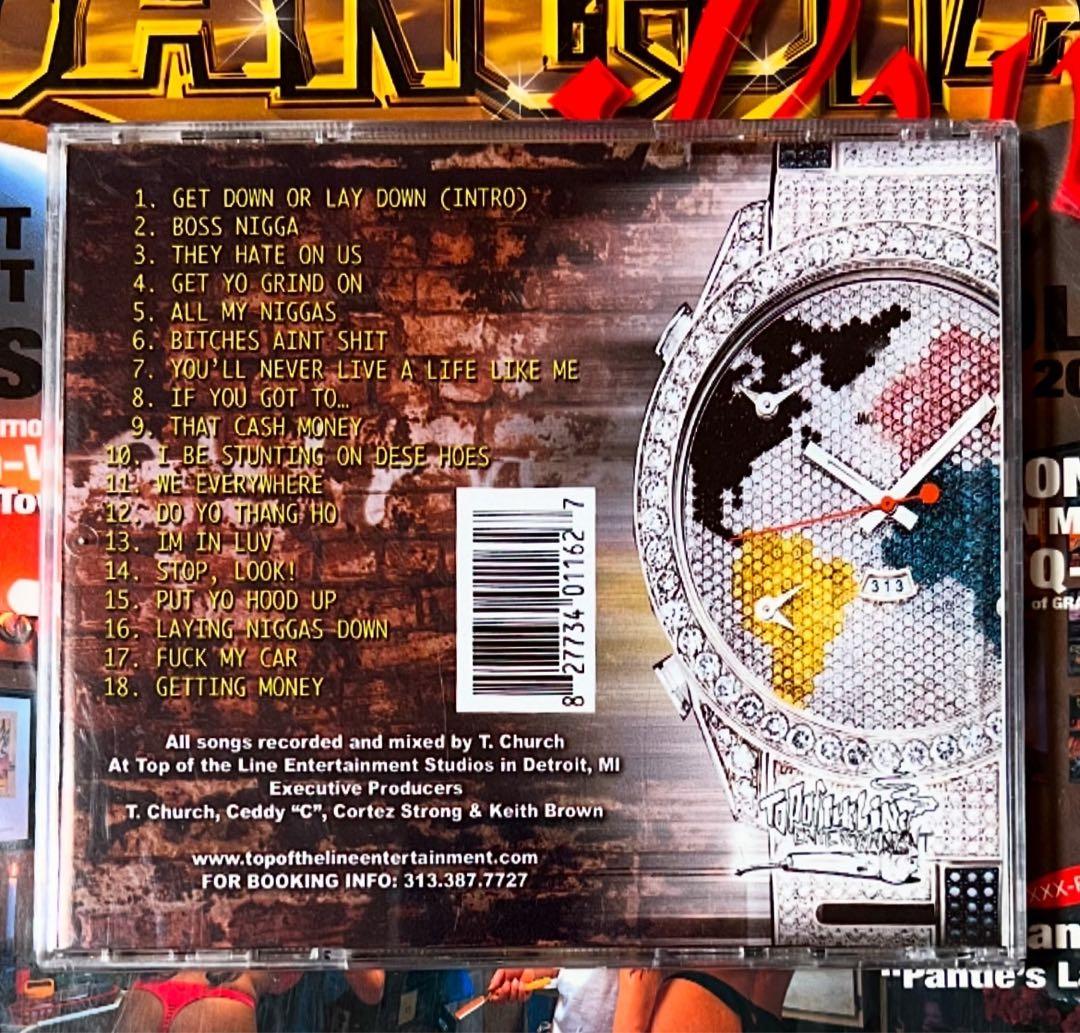 1. GET DOWN OR LAY DOWN (INTRO)
2. BOSS NIGGA
3. THEY HATE ON US
4. GET YO GRIND ON
5. ALL MY NIGGAS
6. BITCHES AINT SHIT
7. YOU'LL NEVER LIVE A LIFE LIKE ME
8. IF YOU GOT TO...
9. THAT CASH MONEY
10. I BE STUNTING ON DESE HOES
11. WE EVERYWHERE
12. DO YO THANG HO
13. IM IN LUV
14. STOP, LOOK!
15. PUT YO HOOD UP
16. LAYING NIGGAS DOWN
17. FUCK MY CAR
18. GETTING MONEY
8 27734 01162 7
313
All songs recorded and mixed by T. Church
At Top of the Line Entertainment Studios in Detroit, MI
Executive Producers
T. Church, Ceddy “C”, Cortez Strong & Keith Brown
www.topofthelineentertainment.com
FOR BOOKING INFO: 313.387.7727
TopoftheLine
ENTERTAINMENT
of GRA
XXX-
"Pantie's L